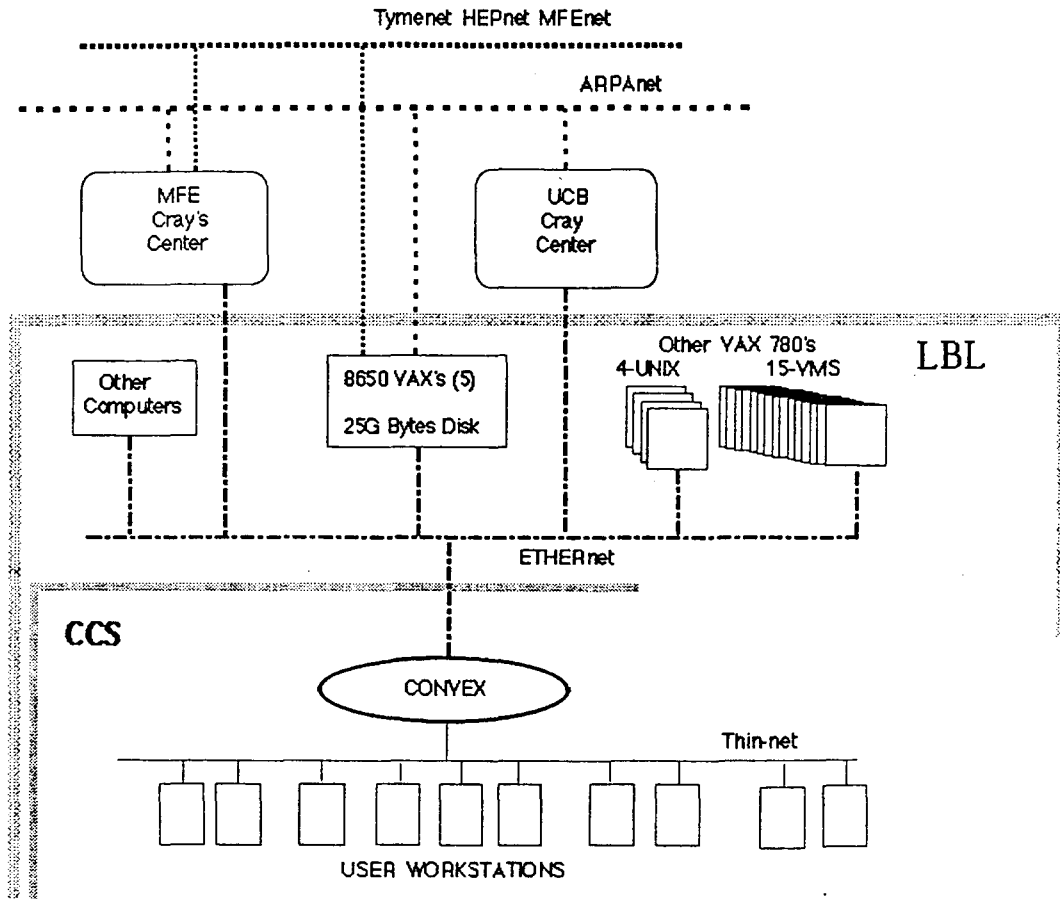 Tymenet HEPnet MFEnet
ARPAnet
MFE
Cray's
Center
UCB
Cray
Center
Other
Computers
8650 VAX's (5)
25G Bytes Disk
Other VAX 780's
4-UNIX
15-VMS
LBL
ETHERnet
CCS
CONVEX
Thin-net
USER WORKSTATIONS